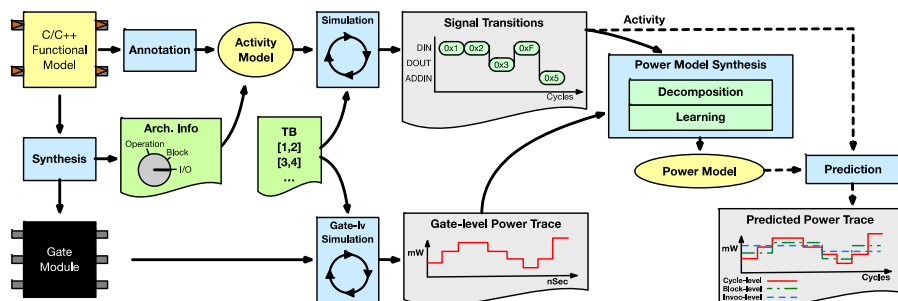 C/C++
Functional
Model
Annotation
Activity
Model
Simulation
Signal Transitions
DIN
DOUT
ADDIN
0x1
0x2
0x3
0xF
0x5
Cycles
Activity
Power Model Synthesis
Decomposition
Learning
Synthesis
Arch. Info
Operation
Block
I/O
TB
[1,2]
[3,4]
...
Power Model
Prediction
Gate
Module
Gate-lv
Simulation
Gate-level Power Trace
mW
nSec
Predicted Power Trace
mW
Cycle-level
Block-level
Invoc-level
Cycles